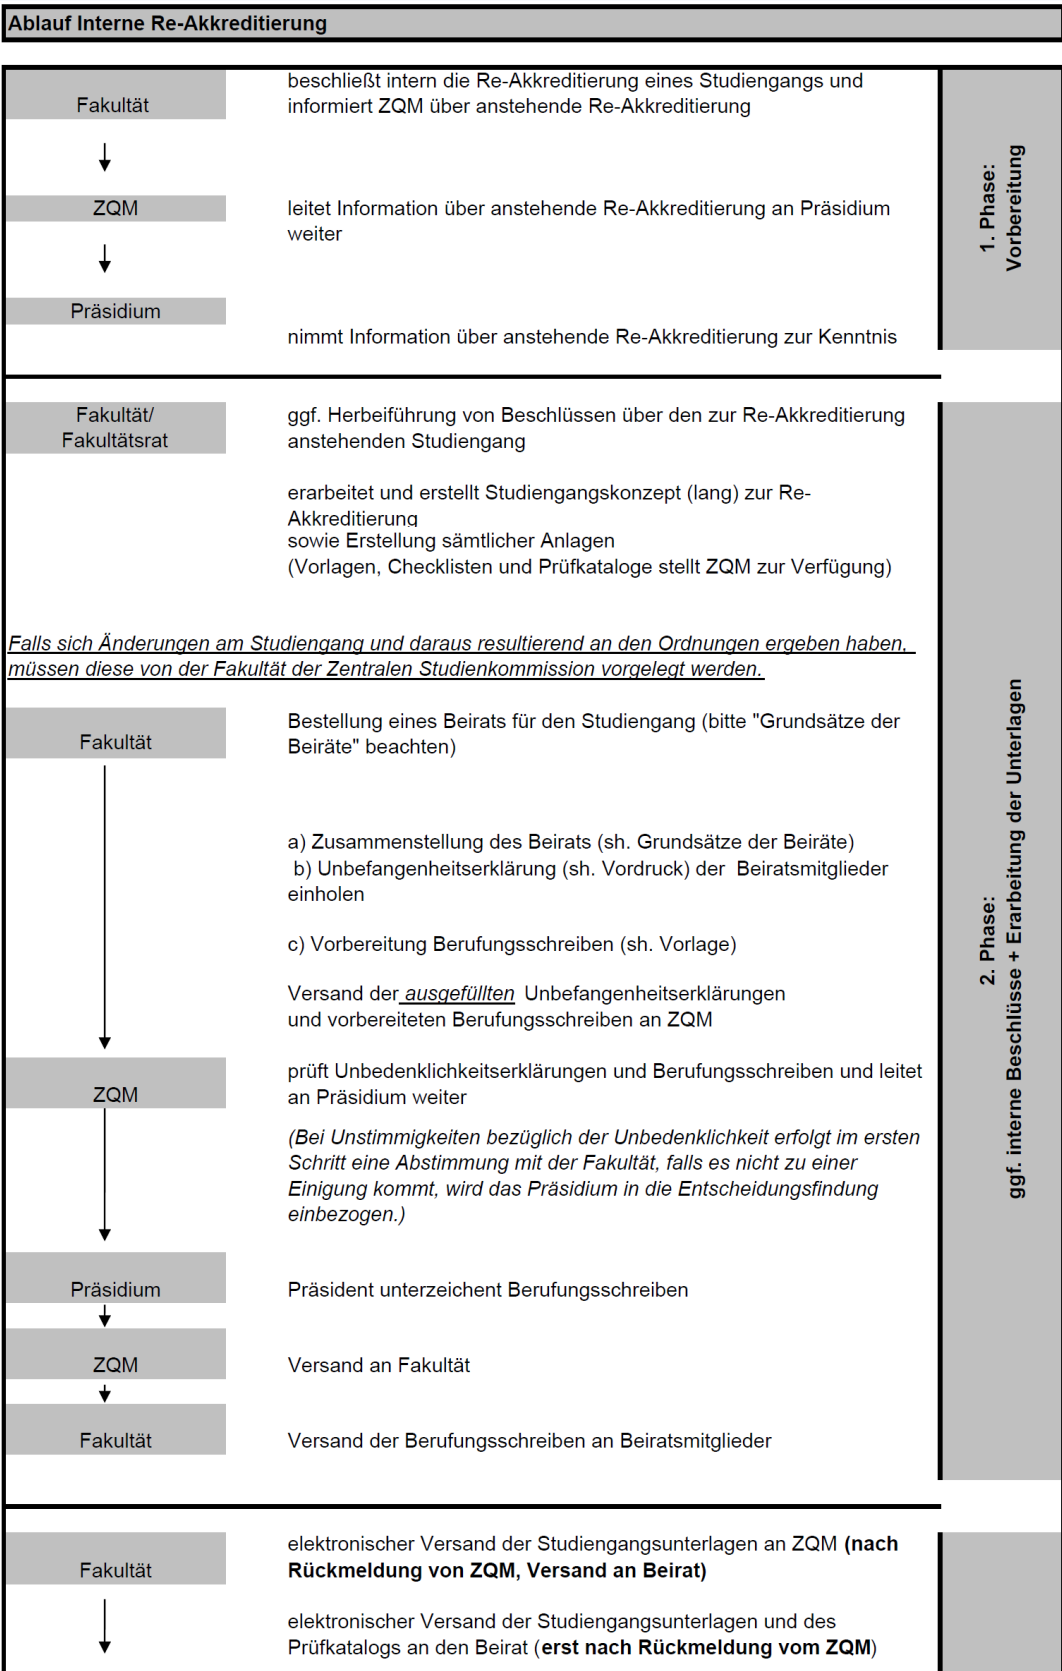 Ablauf Interne Re-Akkreditierung
beschließt intern die Re-Akkreditierung eines Studiengangs und
Fakultät
informiert ZQM über anstehende Re-Akkreditierung
ZQM
leitet Information über anstehende Re-Akkreditierung an Präsidium
weiter
Präsidium
nimmt Information über anstehende Re-Akkreditierung zur Kenntnis
1. Phase:
Vorbereitung
Fakultät/
Fakultätsrat
ggf. Herbeiführung von Beschlüssen über den zur Re-Akkreditierung
anstehenden Studiengang
erarbeitet und erstellt Studiengangskonzept (lang) zur Re-
Akkreditierung
sowie Erstellung sämtlicher Anlagen
(Vorlagen, Checklisten und Prüfkataloge stellt ZQM zur Verfügung)
Falls sich Änderungen am Studiengang und daraus resultierend an den Ordnungen ergeben haben,
müssen diese von der Fakultät der Zentralen Studienkommission vorgelegt werden.
Fakultät
Bestellung eines Beirats für den Studiengang (bitte "Grundsätze der
Beiräte" beachten)
a) Zusammenstellung des Beirats (sh. Grundsätze der Beiräte)
b) Unbefangenheitserklärung (sh. Vordruck) der Beiratsmitglieder
einholen
c) Vorbereitung Berufungsschreiben (sh. Vorlage)
Versand der ausgefüllten Unbefangenheitserklärungen
und vorbereiteten Berufungsschreiben an ZQM
ZQM
prüft Unbedenklichkeitserklärungen und Berufungsschreiben und leitet
an Präsidium weiter
(Bei Unstimmigkeiten bezüglich der Unbedenklichkeit erfolgt im ersten
Schritt eine Abstimmung mit der Fakultät, falls es nicht zu einer
Einigung kommt, wird das Präsidium in die Entscheidungsfindung
einbezogen.)
Präsidium
Präsident unterzeichent Berufungsschreiben
ZQM
Versand an Fakultät
Fakultät
Versand der Berufungsschreiben an Beiratsmitglieder
2. Phase:
ggf. interne Beschlüsse + Erarbeitung der Unterlagen
Fakultät
elektronischer Versand der Studiengangsunterlagen an ZQM (nach
Rückmeldung von ZQM, Versand an Beirat)
elektronischer Versand der Studiengangsunterlagen und des
Prüfkatalogs an den Beirat (erst nach Rückmeldung vom ZQM)